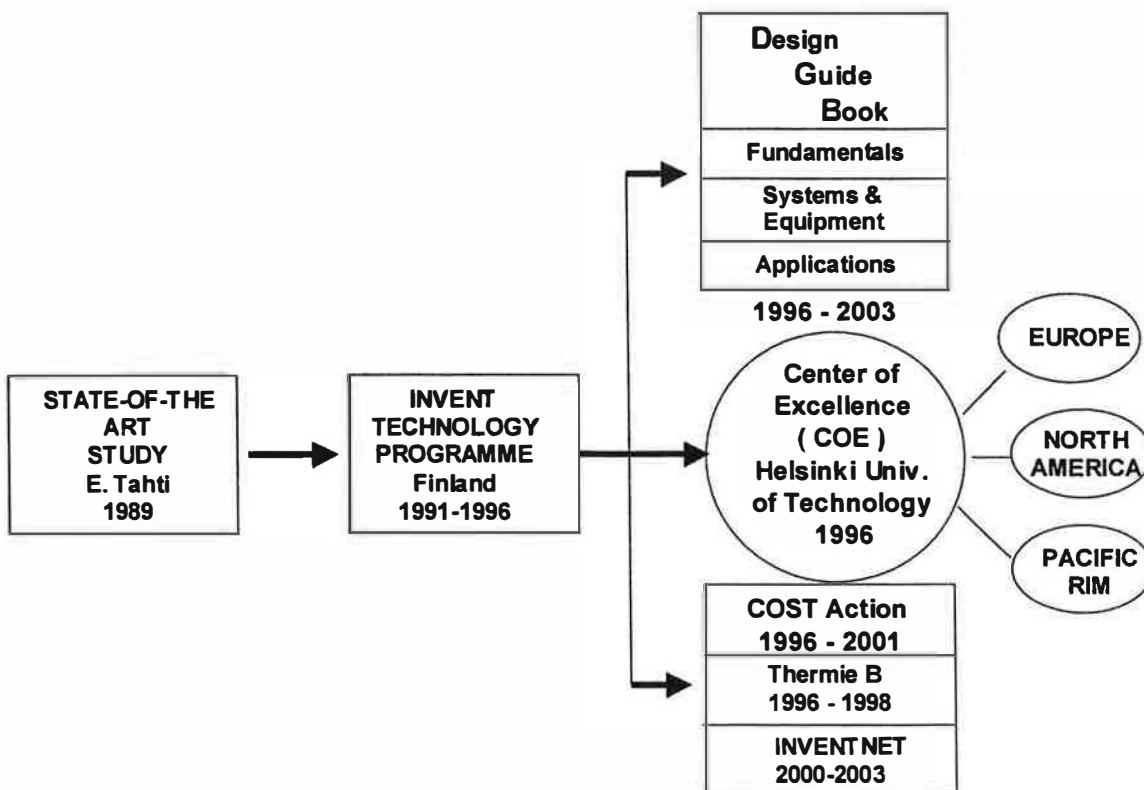 STATE-OF-THE
ART
STUDY
E. Tahti
1989
INVENT
TECHNOLOGY
PROGRAMME
Finland
1991-1996
Design
Guide
Book
Fundamentals
Systems &
Equipment
Applications
1996 - 2003
Center of
Excellence
( COE )
Helsinki Univ.
of Technology
1996
COST Action
1996 - 2001
Thermie B
1996 - 1998
INVENTNET
2000-2003
EUROPE
NORTH
AMERICA
PACIFIC
RIM